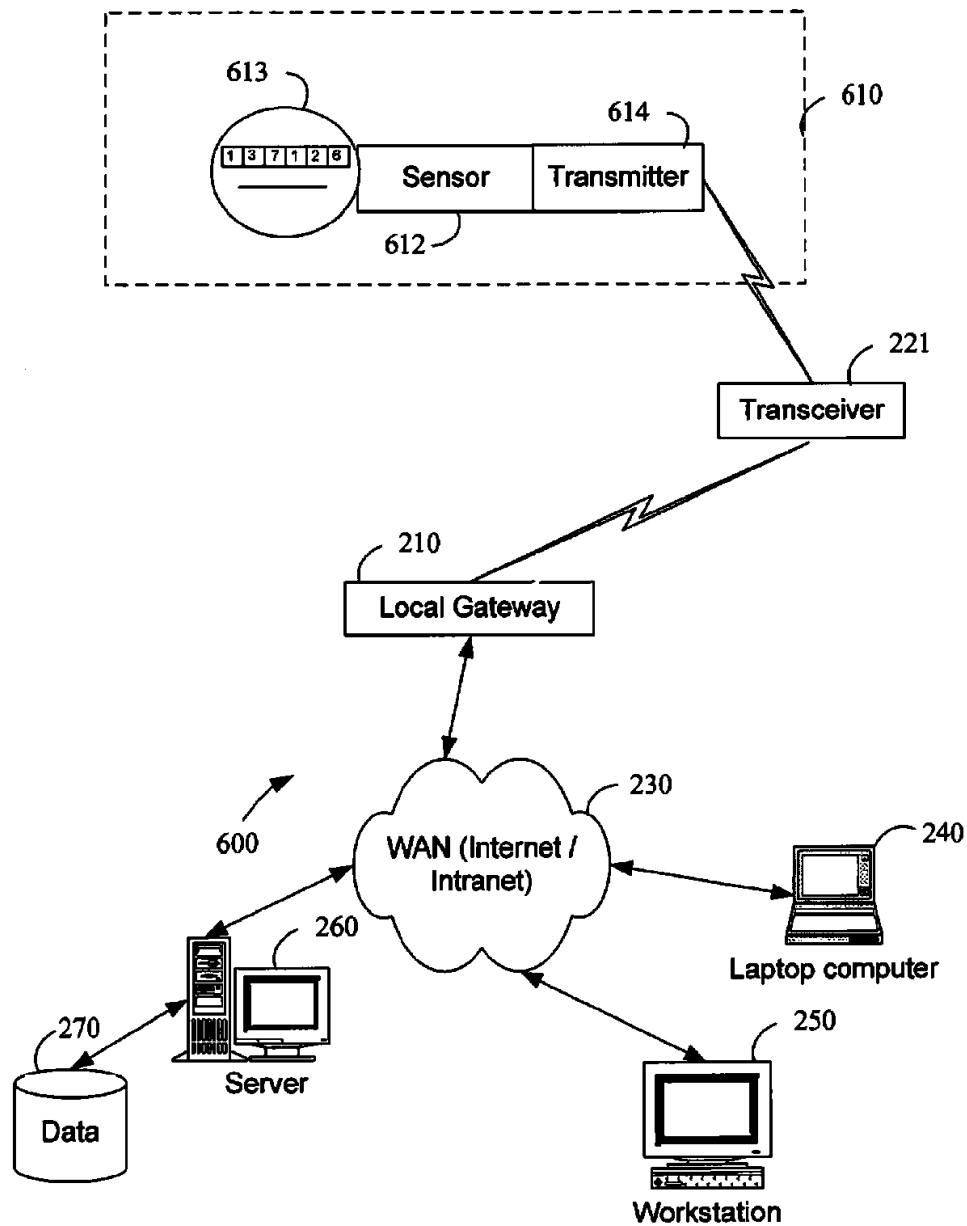 613
614
610
1 3 7 1 2 6
Sensor
Transmitter
612
221
Transceiver
210
Local Gateway
230
600
WAN (Internet /
Intranet)
240
Laptop computer
260
270
Server
250
Data
Workstation